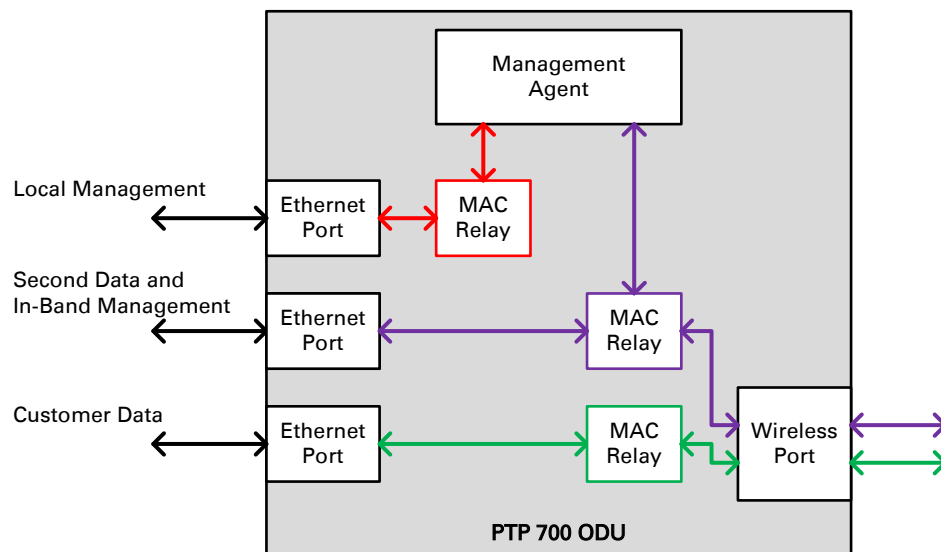 Management
Agent
Local Management
Ethernet
Port
MAC
Relay
Second Data and
In-Band Management
Ethernet
Port
MAC
Relay
Customer Data
Ethernet
Port
MAC
Relay
Wireless
Port
PTP 700 ODU